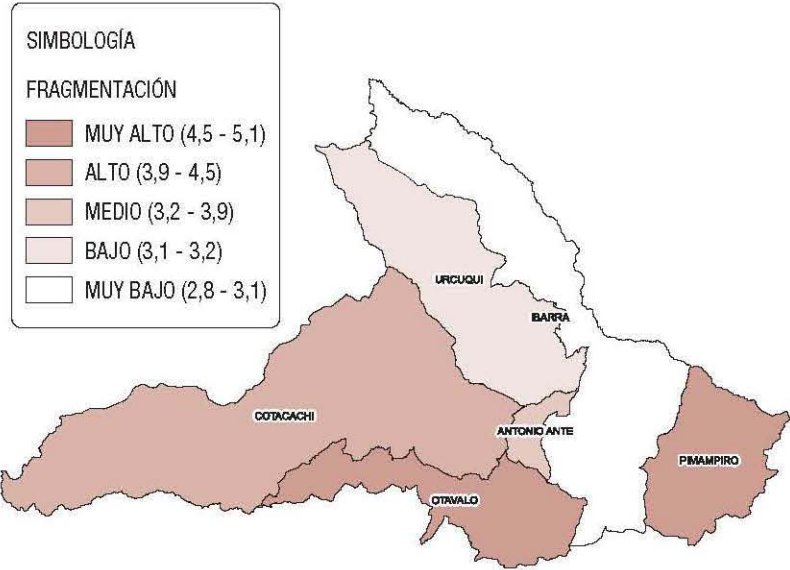 SIMBOLOGÍA
FRAGMENTACIÓN
MUY ALTO (4,5 - 5,1)
ALTO (3,9 - 4,5)
MEDIO (3,2 - 3,9)
BAJO (3,1 - 3,2)
MUY BAJO (2,8 - 3,1)
URCUQUI
IBARRA
COTACACHI
ANTONIO ANTE
PIMAMPIRO
OTAVALO